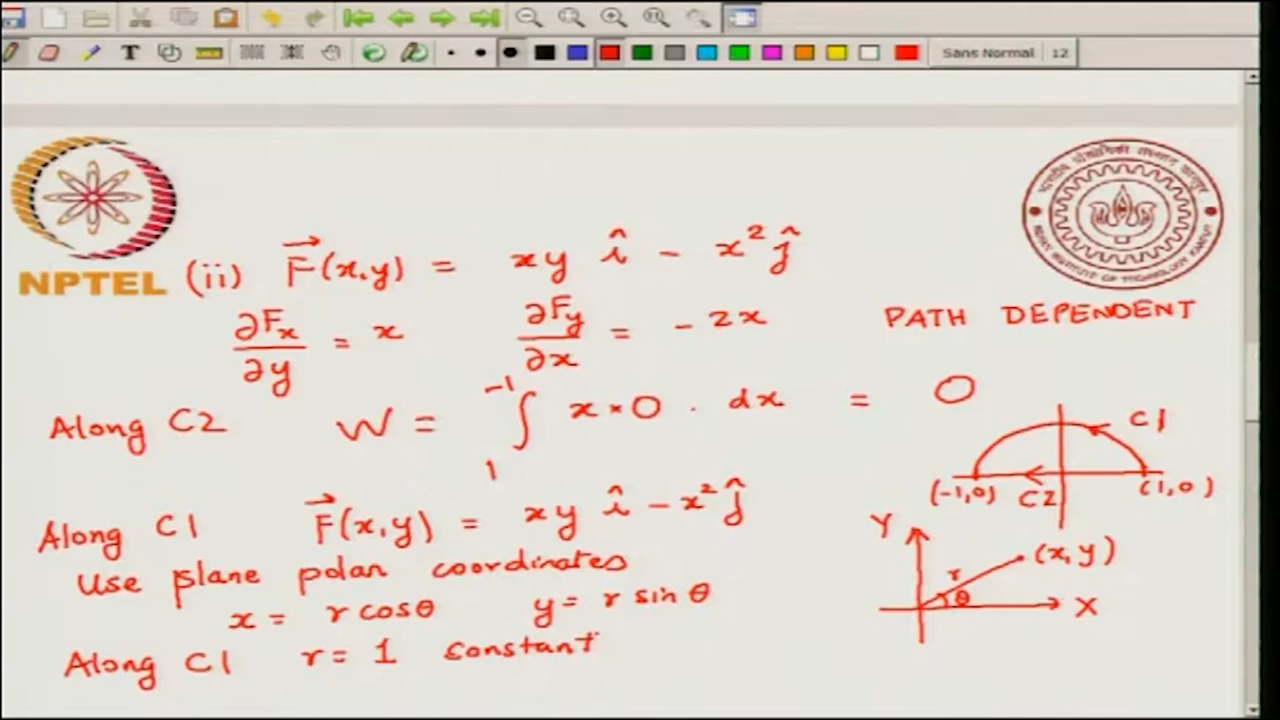 Sans Normal 12
NPTEL
(ii) F⃗(x,y) = xy î - x² ĵ
∂Fx/∂y = x ∂Fy/∂x = -2x PATH DEPENDENT
Along C2 W = ∫₁⁻¹ x×0 . dx = 0
C1
(-1,0) C2 (1,0)
Along C1 F⃗(x,y) = xy î - x² ĵ
Use plane polar coordinates
x = r cosθ y = r sinθ
Along C1 r = 1 constant
Y
(x,y)
r
θ
X